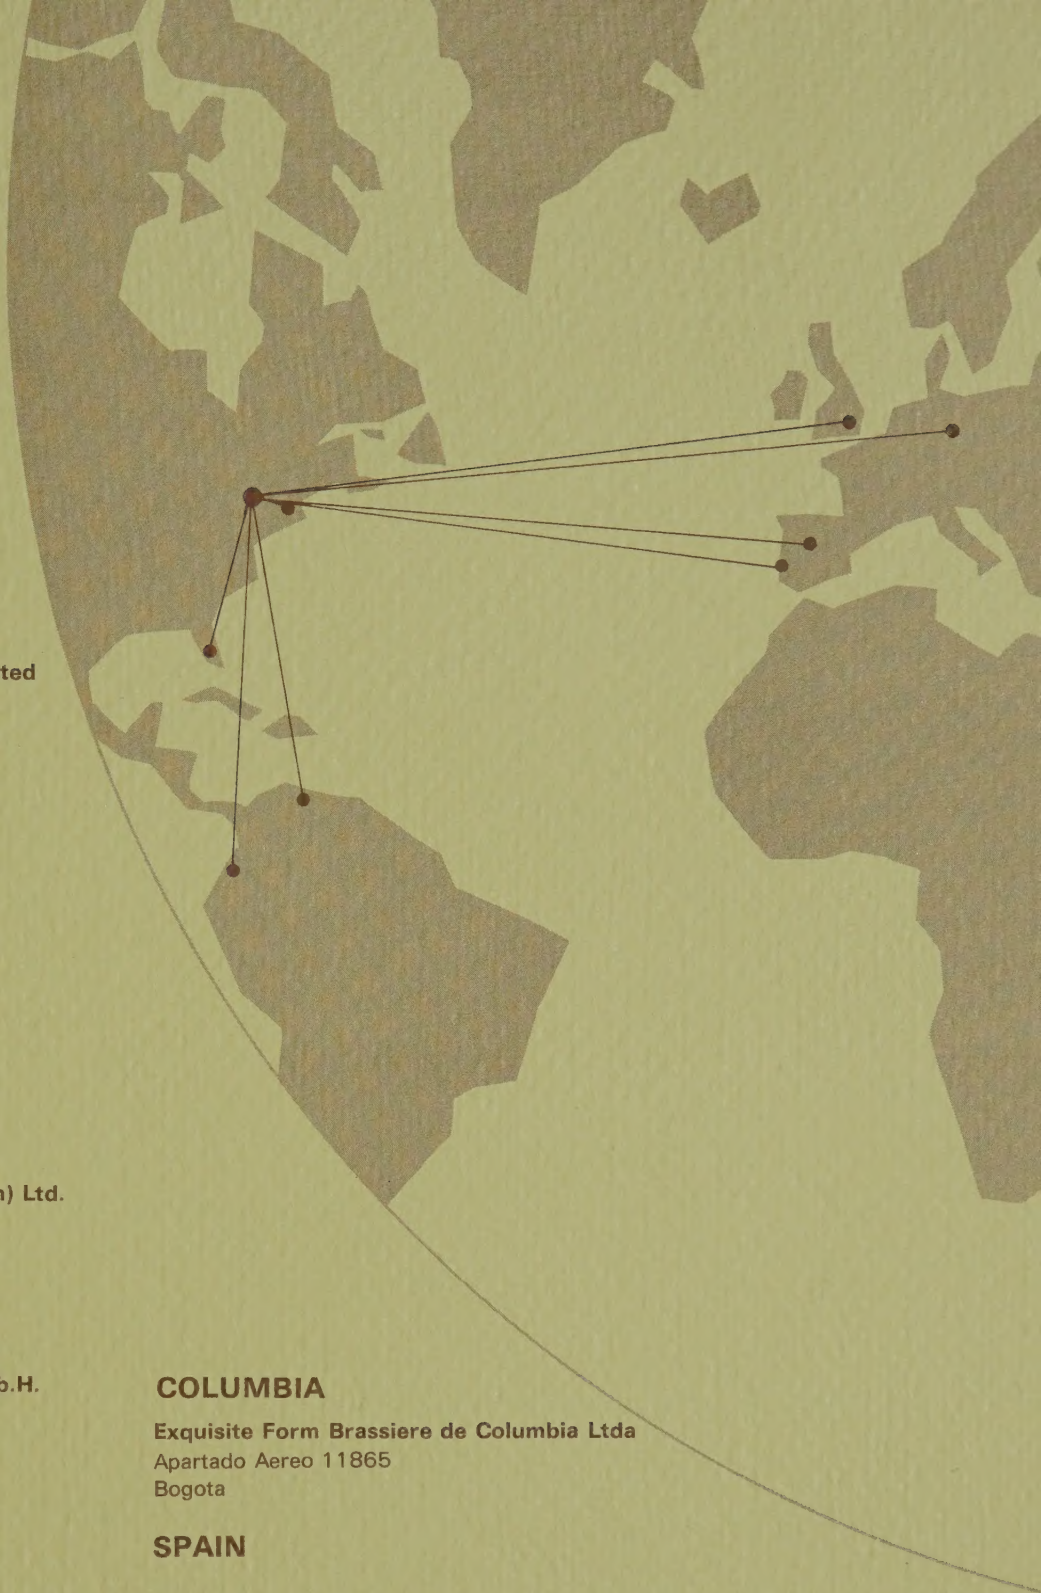 ted
n) Ltd.
b.H.
COLUMBIA
Exquisite Form Brassiere de Columbia Ltda
Apartado Aereo 11865
Bogota
SPAIN